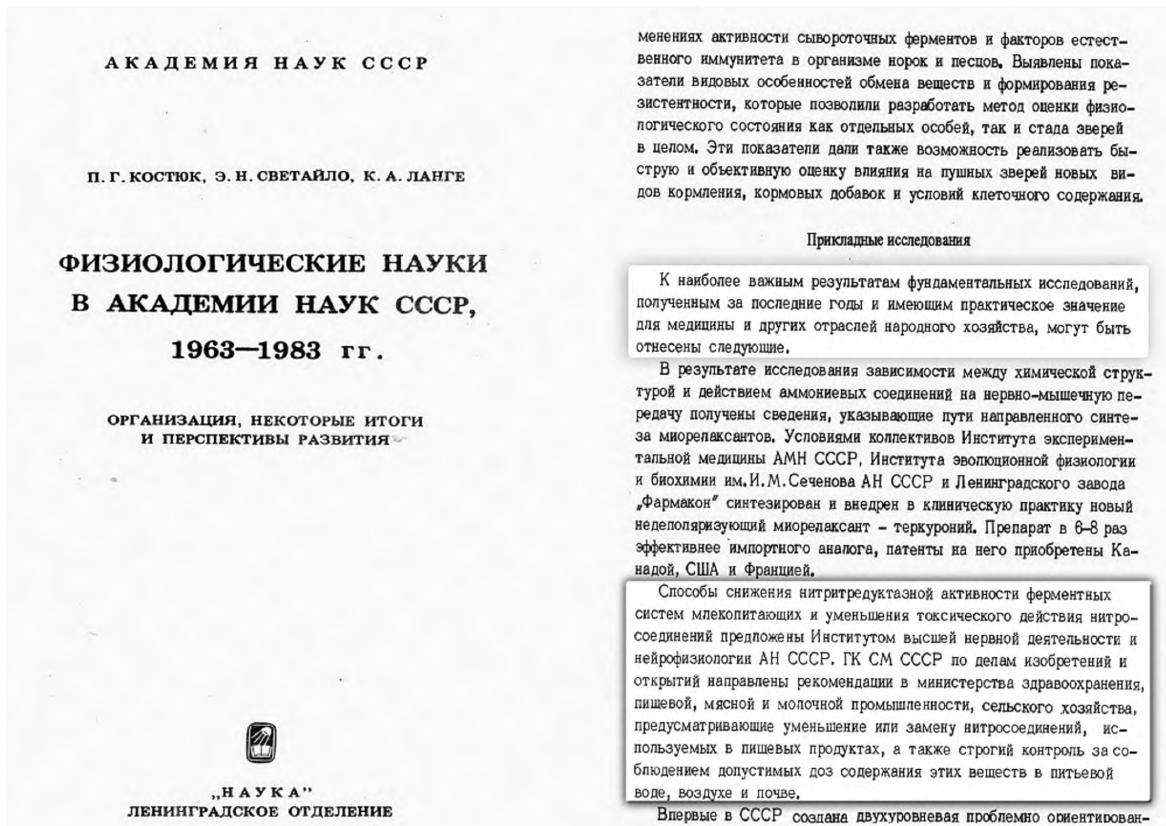 АКАДЕМИЯ НАУК СССР
П. Г. КОСТЮК, Э. Н. СВЕТАЙЛО, К. А. ЛАНГЕ
ФИЗИОЛОГИЧЕСКИЕ НАУКИ
В АКАДЕМИИ НАУК СССР,
1963—1983 гг.
ОРГАНИЗАЦИЯ, НЕКОТОРЫЕ ИТОГИ
И ПЕРСПЕКТИВЫ РАЗВИТИЯ
„НАУКА"
ЛЕНИНГРАДСКОЕ ОТДЕЛЕНИЕ
менениях активности сывороточных ферментов и факторов естест-
венного иммунитета в организме норок и песцов. Выявлены пока-
затели видовых особенностей обмена веществ и формирования ре-
зистентности, которые позволили разработать метод оценки физио-
логического состояния как отдельных особей, так и стада зверей
в целом. Эти показатели дали также возможность реализовать бы-
струю и объективную оценку влияния на пушных зверей новых ви-
дов кормления, кормовых добавок и условий клеточного содержания.
Прикладные исследования
К наиболее важным результатам фундаментальных исследований,
полученным за последние годы и имеющим практическое значение
для медицины и других отраслей народного хозяйства, могут быть
отнесены следующие.
В результате исследования зависимости между химической струк-
турой и действием аммониевых соединений на нервно-мышечную пе-
редачу получены сведения, указывающие пути направленного синте-
за миорелаксантов. Условиями коллективов Института эксперимен-
тальной медицины АМН СССР, Института эволюционной физиологии
и биохимии им.И.М.Сеченова АН СССР и Ленинградского завода
„Фармакон" синтезирован и внедрен в клиническую практику новый
недеполяризующий миорелаксант - теркуроний. Препарат в 6-8 раз
эффективнее импортного аналога, патенты на него приобретены Ка-
надой, США и Францией.
Способы снижения нитритредуктазной активности ферментных
систем млекопитающих и уменьшения токсического действия нитро-
соединений предложены Институтом высшей нервной деятельности и
нейрофизиологии АН СССР. ГК СМ СССР по делам изобретений и
открытий направлены рекомендации в министерства здравоохранения,
пищевой, мясной и молочной промышленности, сельского хозяйства,
предусматривающие уменьшение или замену нитросоединений, ис-
пользуемых в пищевых продуктах, а также строгий контроль за со-
блюдением допустимых доз содержания этих веществ в питьевой
воде, воздухе и почве.
Впервые в СССР создана двухуровневая проблемно ориентирован-